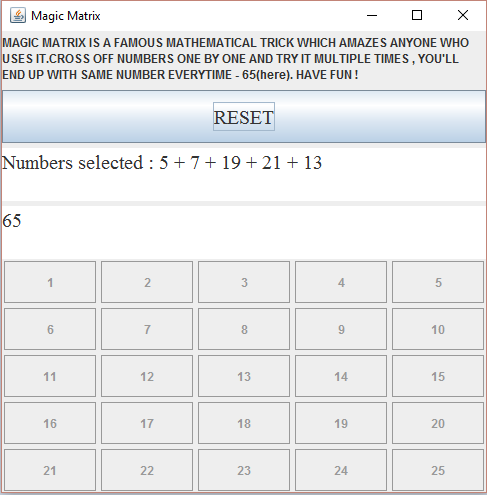 Magic Matrix
MAGIC MATRIX IS A FAMOUS MATHEMATICAL TRICK WHICH AMAZES ANYONE WHO
USES IT.CROSS OFF NUMBERS ONE BY ONE AND TRY IT MULTIPLE TIMES , YOU'LL
END UP WITH SAME NUMBER EVERYTIME - 65(here). HAVE FUN !
RESET
Numbers selected : 5 + 7 + 19 + 21 + 13
65
1 2 3 4 5
6 7 8 9 10
11 12 13 14 15
16 17 18 19 20
21 22 23 24 25